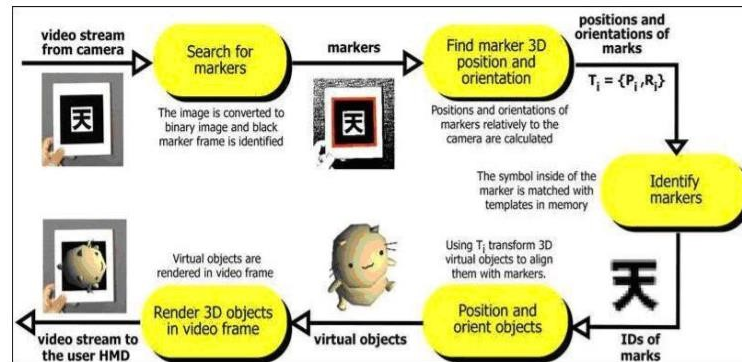 video stream
from camera
Search for
markers
markers
Find marker 3D
position and
orientation
positions and
orientations of
marks
T i = {P i ,R i}
天
The image is converted to
binary image and black
marker frame is identified
天
Positions and orientations of
markers relatively to the
camera are calculated
The symbol inside of the
marker is matched with
templates in memory
Identify
markers
天
IDs of
marks
Using T i transform 3D
virtual objects to align
them with markers.
Position and
orient objects
virtual objects
Virtual objects are
rendered in video frame
Render 3D objects
in video frame
video stream to
the user HMD